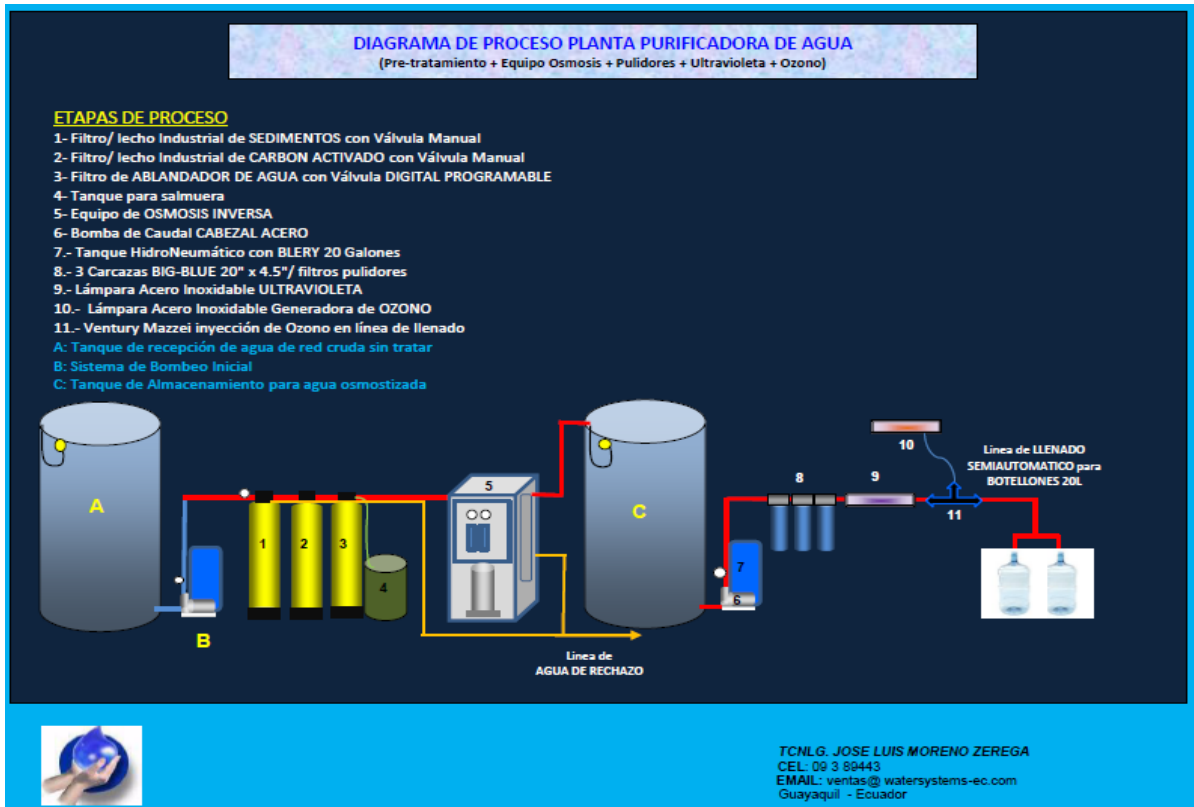 DIAGRAMA DE PROCESO PLANTA PURIFICADORA DE AGUA
(Pre-tratamiento + Equipo Osmosis + Pulidores + Ultravioleta + Ozono)
ETAPAS DE PROCESO
1- Filtro/ lecho Industrial de SEDIMENTOS con Válvula Manual
2- Filtro/ lecho Industrial de CARBON ACTIVADO con Válvula Manual
3- Filtro de ABLANDADOR DE AGUA con Válvula DIGITAL PROGRAMABLE
4- Tanque para salmuera
5- Equipo de OSMOSIS INVERSA
6- Bomba de Caudal CABEZAL ACERO
7.- Tanque HidroNeumático con BLERY 20 Galones
8.- 3 Carcazas BIG-BLUE 20" x 4.5"/ filtros pulidores
9.- Lámpara Acero Inoxidable ULTRAVIOLETA
10.- Lámpara Acero Inoxidable Generadora de OZONO
11.- Ventury Mazzei inyección de Ozono en línea de llenado
A: Tanque de recepción de agua de red cruda sin tratar
B: Sistema de Bombeo Inicial
C: Tanque de Almacenamiento para agua osmostizada
A
B
1
2
3
4
5
C
6
7
8
9
10
11
Linea de LLENADO
SEMIAUTOMATICO para
BOTELLONES 20L
Linea de
AGUA DE RECHAZO
TCNLG. JOSE LUIS MORENO ZEREGA
CEL: 09 3 89443
EMAIL: ventas@ watersystems-ec.com
Guayaquil - Ecuador